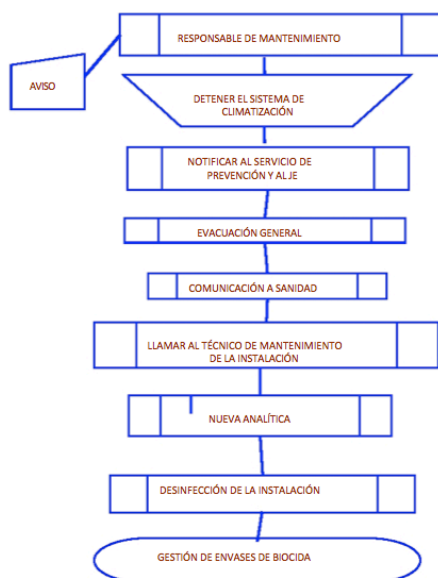 RESPONSABLE DE MANTENIMIENTO
AVISO
DETENER EL SISTEMA DE
CLIMATIZACIÓN
NOTIFICAR AL SERVICIO DE
PREVENCIÓN Y AL JE
EVACUACIÓN GENERAL
COMUNICACIÓN A SANIDAD
LLAMAR AL TÉCNICO DE MANTENIMIENTO
DE LA INSTALACIÓN
NUEVA ANALÍTICA
DESINFECCIÓN DE LA INSTALACIÓN
GESTIÓN DE ENVASES DE BIOCIDA